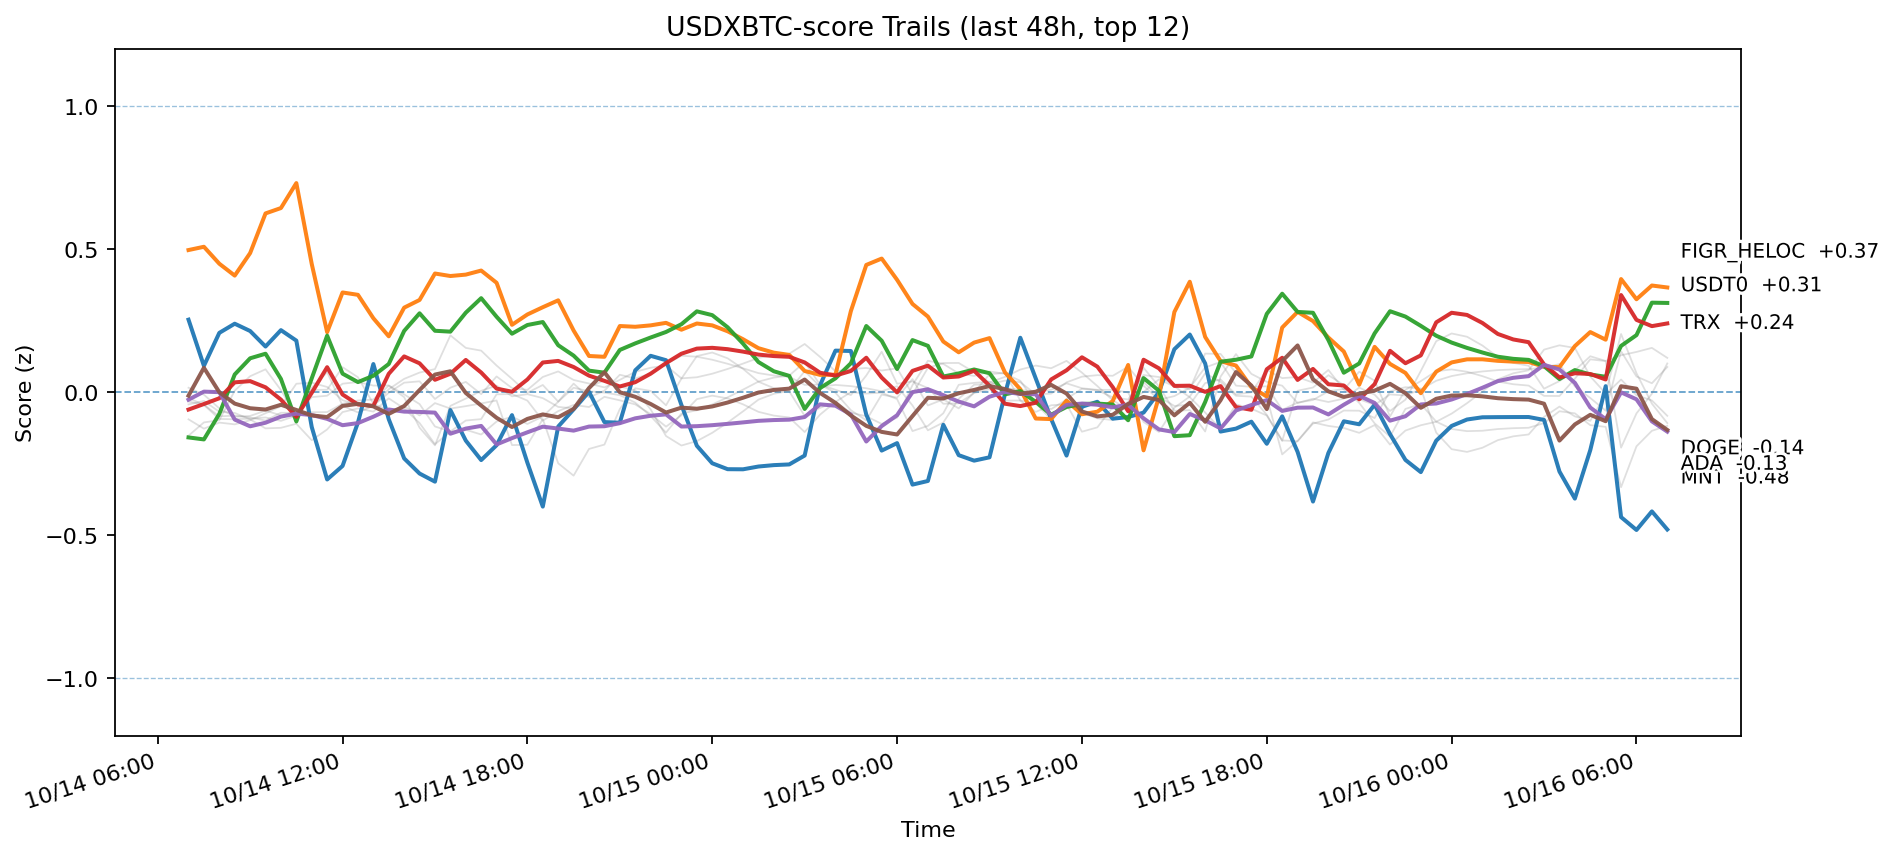 USDXBTC-score Trails (last 48h, top 12)
Score (z)
1.0
0.5
0.0
−0.5
−1.0
FIGR_HELOC +0.37
USDT0 +0.31
TRX +0.24
DOGE -0.14
ADA -0.13
MNT -0.48
10/14 06:00
10/14 12:00
10/14 18:00
10/15 00:00
10/15 06:00
10/15 12:00
10/15 18:00
10/16 00:00
10/16 06:00
Time